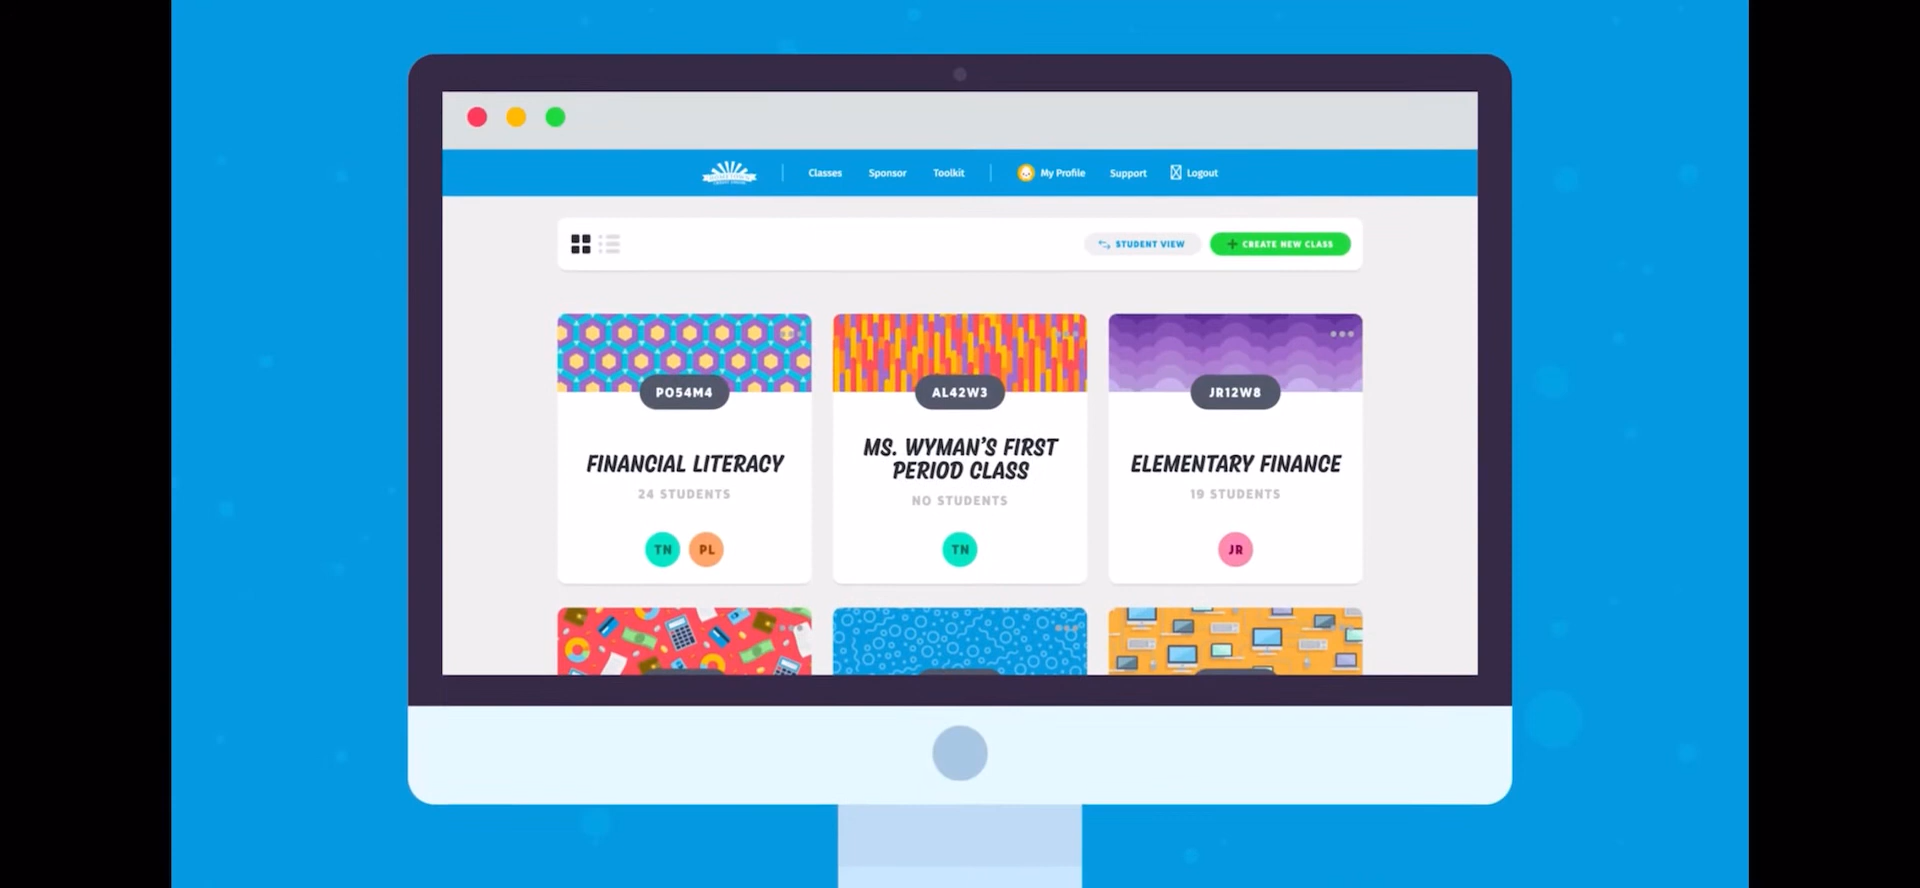 Classes Sponsor Toolkit My Profile Support Logout
STUDENT VIEW + CREATE NEW CLASS
PO54M4 AL42W3 JR12W8
FINANCIAL LITERACY
24 STUDENTS
MS. WYMAN'S FIRST
PERIOD CLASS
NO STUDENTS
ELEMENTARY FINANCE
19 STUDENTS
TN PL TN JR